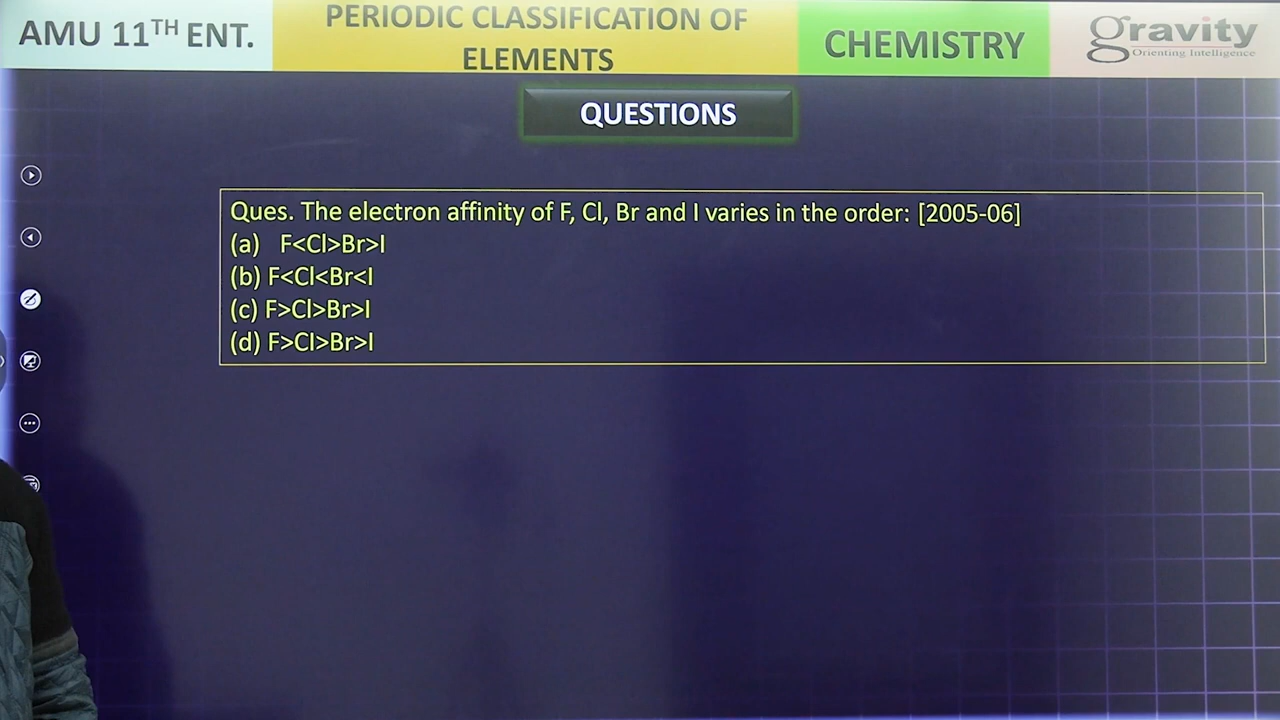 AMU 11TH ENT.
PERIODIC CLASSIFICATION OF
ELEMENTS
CHEMISTRY
gravity
Orienting Intelligence
QUESTIONS
Ques. The electron affinity of F, Cl, Br and I varies in the order: [2005-06]
(a) F<Cl>Br>I
(b) F<Cl<Br<I
(c) F>Cl>Br>I
(d) F>Cl>Br>I